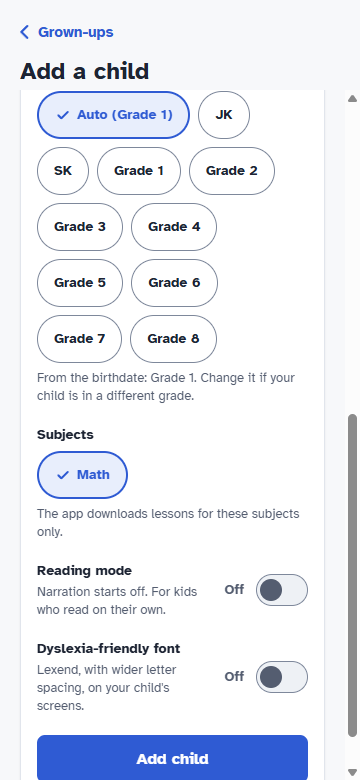 Grown-ups
Add a child
Auto (Grade 1)
JK
SK
Grade 1
Grade 2
Grade 3
Grade 4
Grade 5
Grade 6
Grade 7
Grade 8
From the birthdate: Grade 1. Change it if your
child is in a different grade.
Subjects
Math
The app downloads lessons for these subjects
only.
Reading mode
Narration starts off. For kids
who read on their own.
Off
Dyslexia-friendly font
Lexend, with wider letter
spacing, on your child's
screens.
Off
Add child